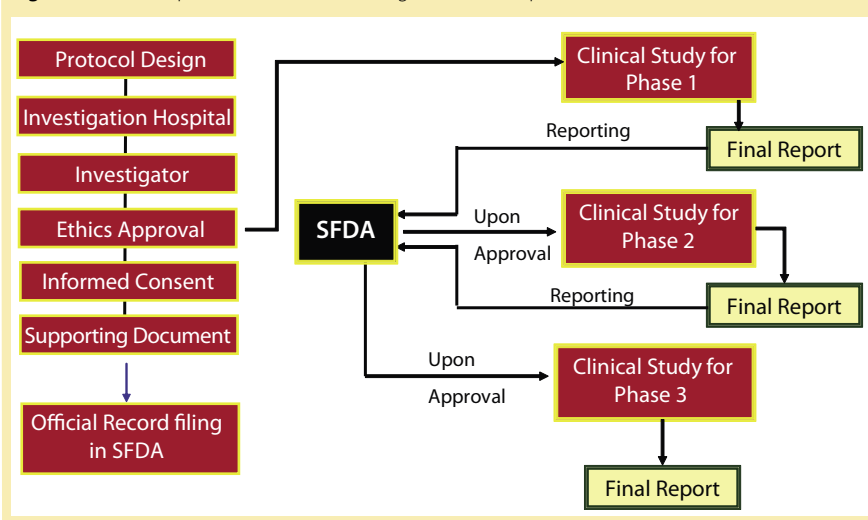 Protocol Design
Investigation Hospital
Investigator
Ethics Approval
Informed Consent
Supporting Document
Official Record filing
in SFDA
Clinical Study for
Phase 1
Reporting
Final Report
SFDA
Upon
Approval
Clinical Study for
Phase 2
Reporting
Final Report
Upon
Approval
Clinical Study for
Phase 3
Final Report